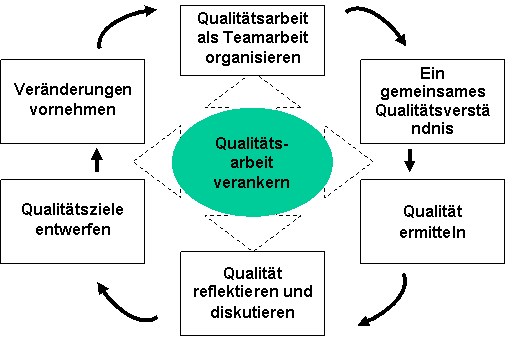 Qualitätsarbeit
als Teamarbeit
organisieren
Ein
gemeinsames
Qualitätsverstä
ndnis
Qualität
ermitteln
Qualität
reflektieren und
diskutieren
Qualitätsziele
entwerfen
Veränderungen
vornehmen
Qualitäts-
arbeit
verankern